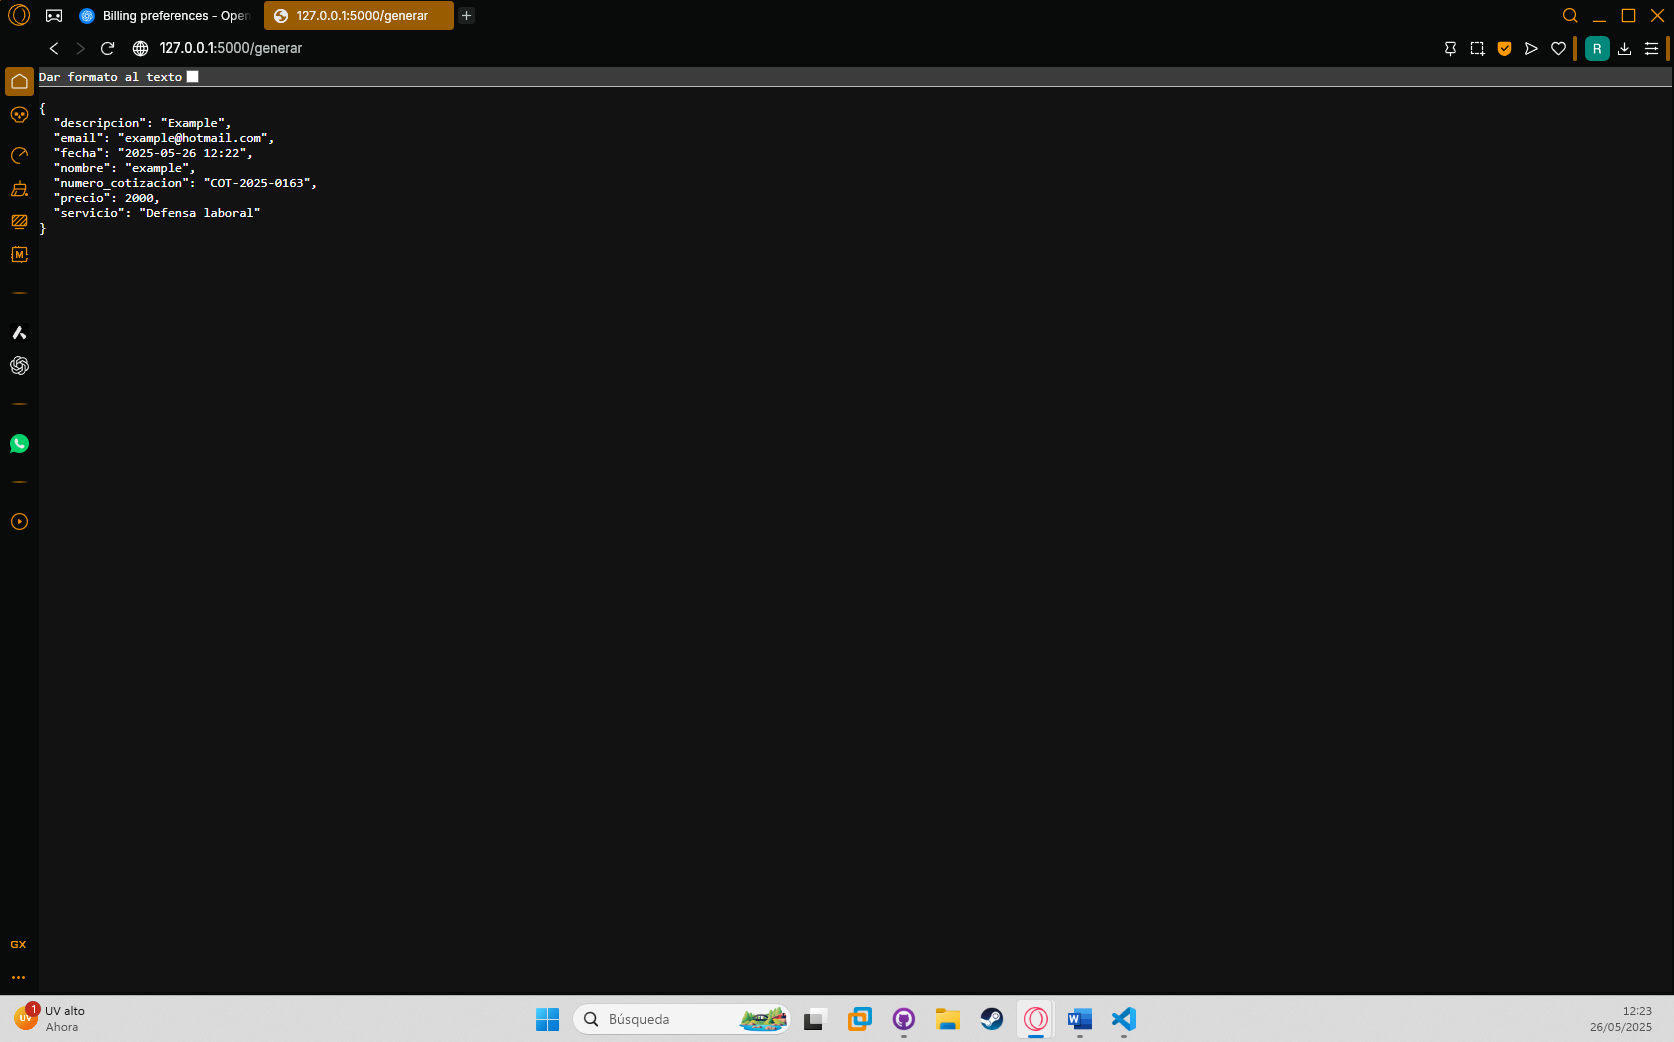 Billing preferences - Open
127.0.0.1:5000/generar
127.0.0.1:5000/generar
R
Dar formato al texto
{
  "descripcion": "Example",
  "email": "example@hotmail.com",
  "fecha": "2025-05-26 12:22",
  "nombre": "example",
  "numero_cotizacion": "COT-2025-0163",
  "precio": 2000,
  "servicio": "Defensa laboral"
}
M
GX
1
UV
UV alto
Ahora
Búsqueda
W
12:23
26/05/2025